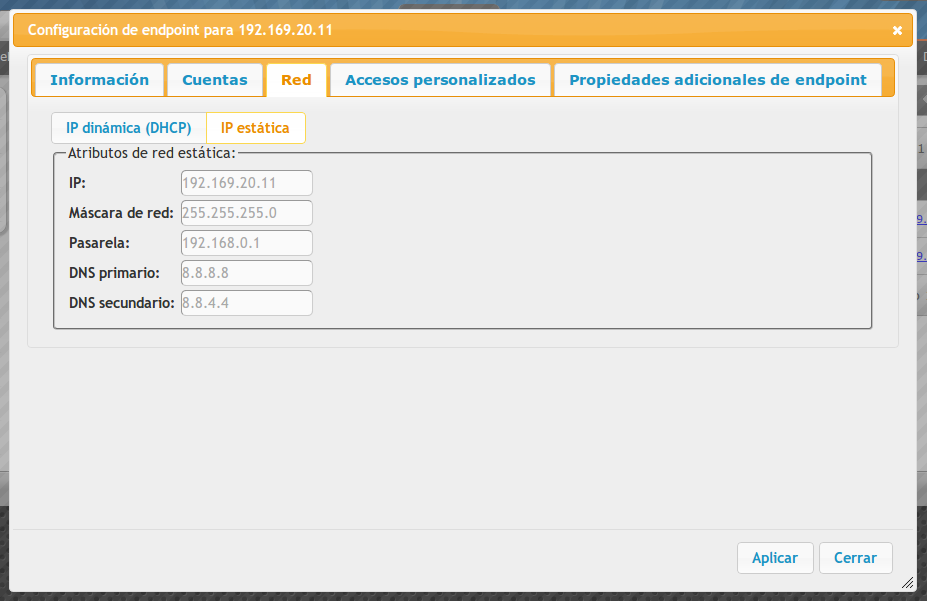 Configuración de endpoint para 192.169.20.11
Información Cuentas Red Accesos personalizados Propiedades adicionales de endpoint
IP dinámica (DHCP) IP estática
Atributos de red estática:
IP: 192.169.20.11
Máscara de red: 255.255.255.0
Pasarela: 192.168.0.1
DNS primario: 8.8.8.8
DNS secundario: 8.8.4.4
Aplicar Cerrar